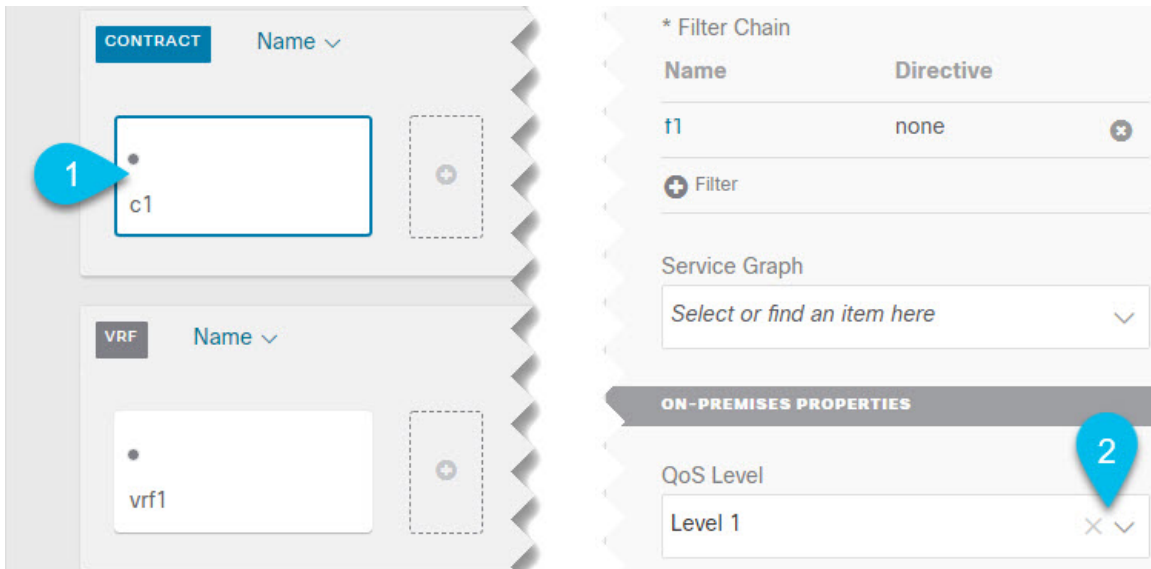 CONTRACT Name
1
c1
VRF Name
vrf1
* Filter Chain
Name Directive
f1 none
Filter
Service Graph
Select or find an item here
ON-PREMISES PROPERTIES
2
QoS Level
Level 1